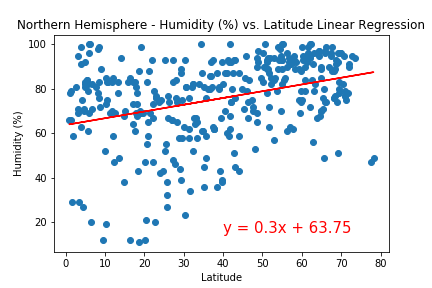 Northern Hemisphere - Humidity (%) vs. Latitude Linear Regression
100
80
60
40
20
Humidity (%)
y = 0.3x + 63.75
0 10 20 30 40 50 60 70 80
Latitude